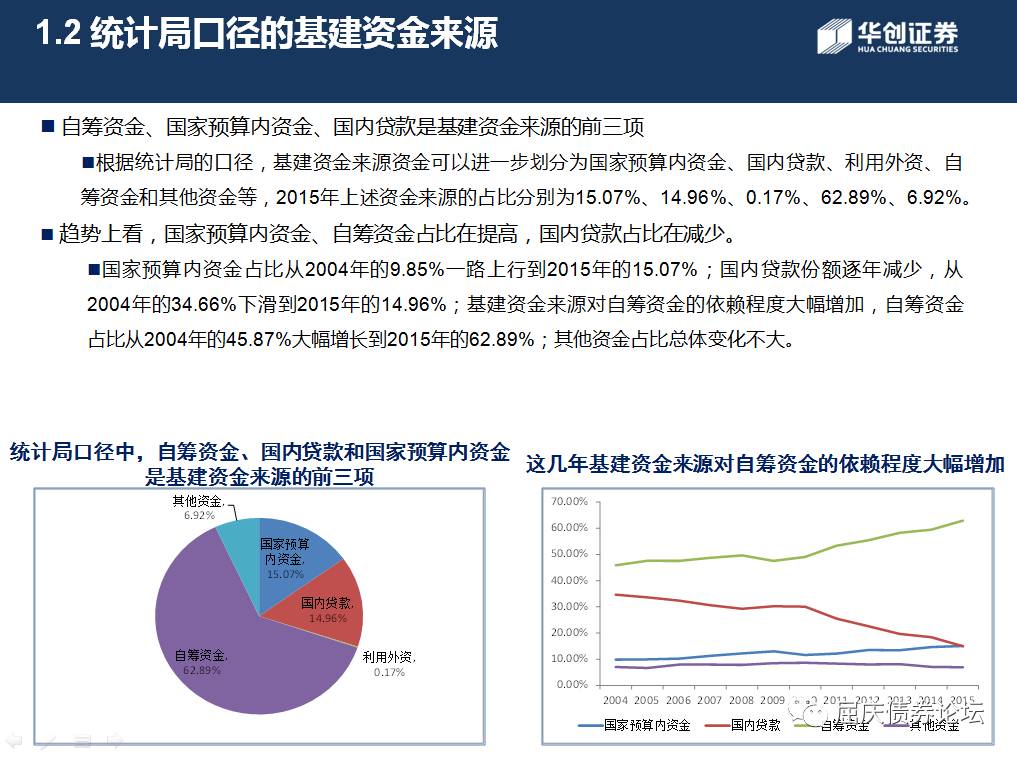 1.2 统计局口径的基建资金来源
华创证券
HUA CHUANG SECURITIES
自筹资金、国家预算内资金、国内贷款是基建资金来源的前三项
根据统计局的口径，基建资金来源资金可以进一步划分为国家预算内资金、国内贷款、利用外资、自
筹资金和其他资金等，2015年上述资金来源的占比分别为15.07%、14.96%、0.17%、62.89%、6.92%。
趋势上看，国家预算内资金、自筹资金占比在提高，国内贷款占比在减少。
国家预算内资金占比从2004年的9.85%一路上行到2015年的15.07%；国内贷款份额逐年减少，从
2004年的34.66%下滑到2015年的14.96%；基建资金来源对自筹资金的依赖程度大幅增加，自筹资金
占比从2004年的45.87%大幅增长到2015年的62.89%；其他资金占比总体变化不大。
统计局口径中，自筹资金、国内贷款和国家预算内资金
是基建资金来源的前三项
其他资金,
6.92%
国家预算
内资金,
15.07%
国内贷款,
14.96%
利用外资,
0.17%
自筹资金,
62.89%
这几年基建资金来源对自筹资金的依赖程度大幅增加
70.00%
60.00%
50.00%
40.00%
30.00%
20.00%
10.00%
0.00%
2004 2005 2006 2007 2008 2009 2010 2011 2012 2013 2014 2015
国家预算内资金 国内贷款 自筹资金 其他资金
屈庆债券论坛